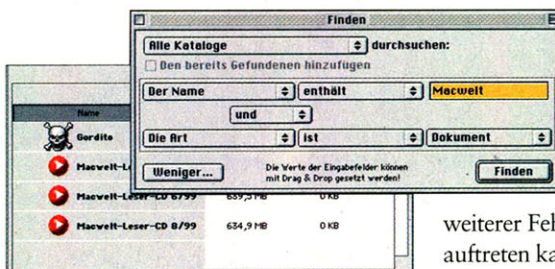 Finden
Alle Kataloge durchsuchen:
Den bereits Gefundenen hinzufügen
Der Name enthält Macwelt
und
Die Art ist Dokument
Weniger... Die Werte der Eingabefelder können mit Drag & Drop gesetzt werden! Finden
Name
Gordito
Macwelt-Le
Macwelt-Leser-CD 6/99 639,5 MB 0 KB
Macwelt-Leser-CD 8/99 634,9 MB 0 KB
weiterer Feh
auftreten ka